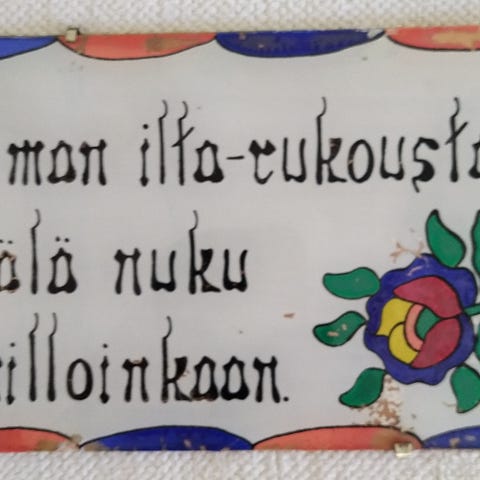 man ilta-rukousta
älä nuku
illoinkaan.